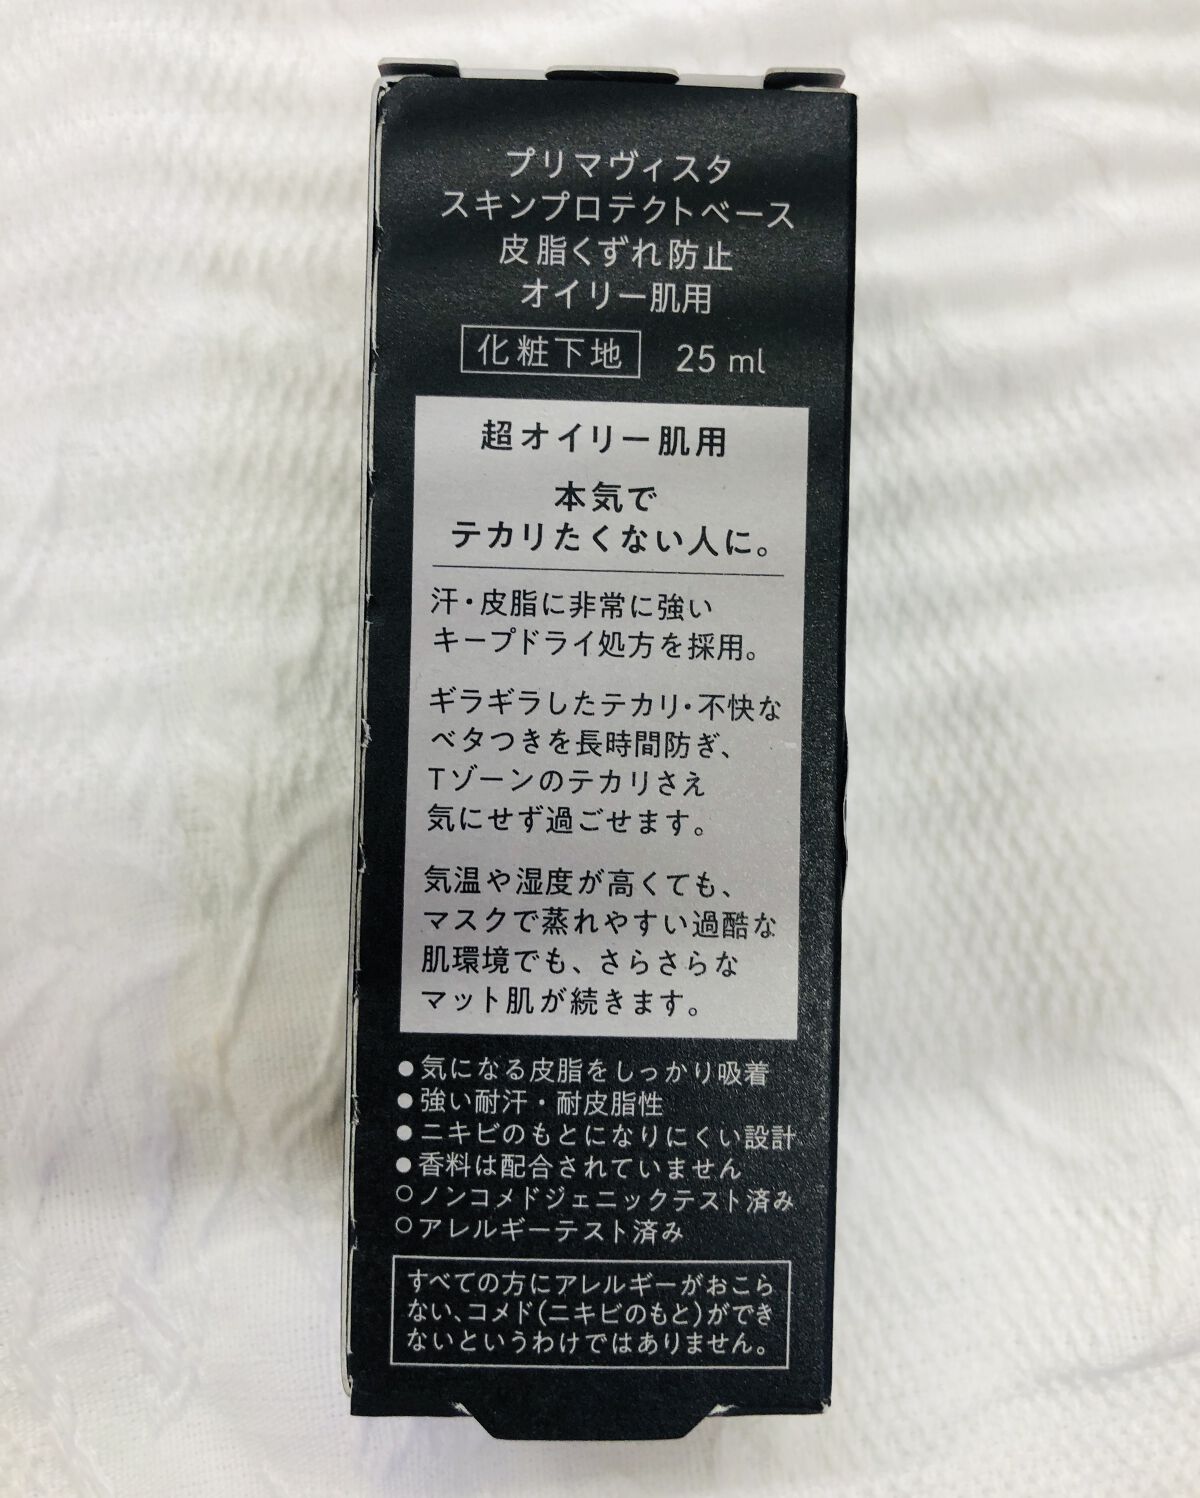 プリマヴィスタ
スキンプロテクトベース
皮脂くずれ防止
オイリー肌用
化粧下地 25 ml
超オイリー肌用
本気で
テカリたくない人に。
汗・皮脂に非常に強い
キープドライ処方を採用。
ギラギラしたテカリ・不快な
ベタつきを長時間防ぎ、
Tゾーンのテカリさえ
気にせず過ごせます。
気温や湿度が高くても、
マスクで蒸れやすい過酷な
肌環境でも、さらさらな
マット肌が続きます。
●気になる皮脂をしっかり吸着
●強い耐汗・耐皮脂性
●ニキビのもとになりにくい設計
●香料は配合されていません
○ノンコメドジェニックテスト済み
○アレルギーテスト済み
すべての方にアレルギーがおこら
ない、コメド(ニキビのもと)ができ
ないというわけではありません。